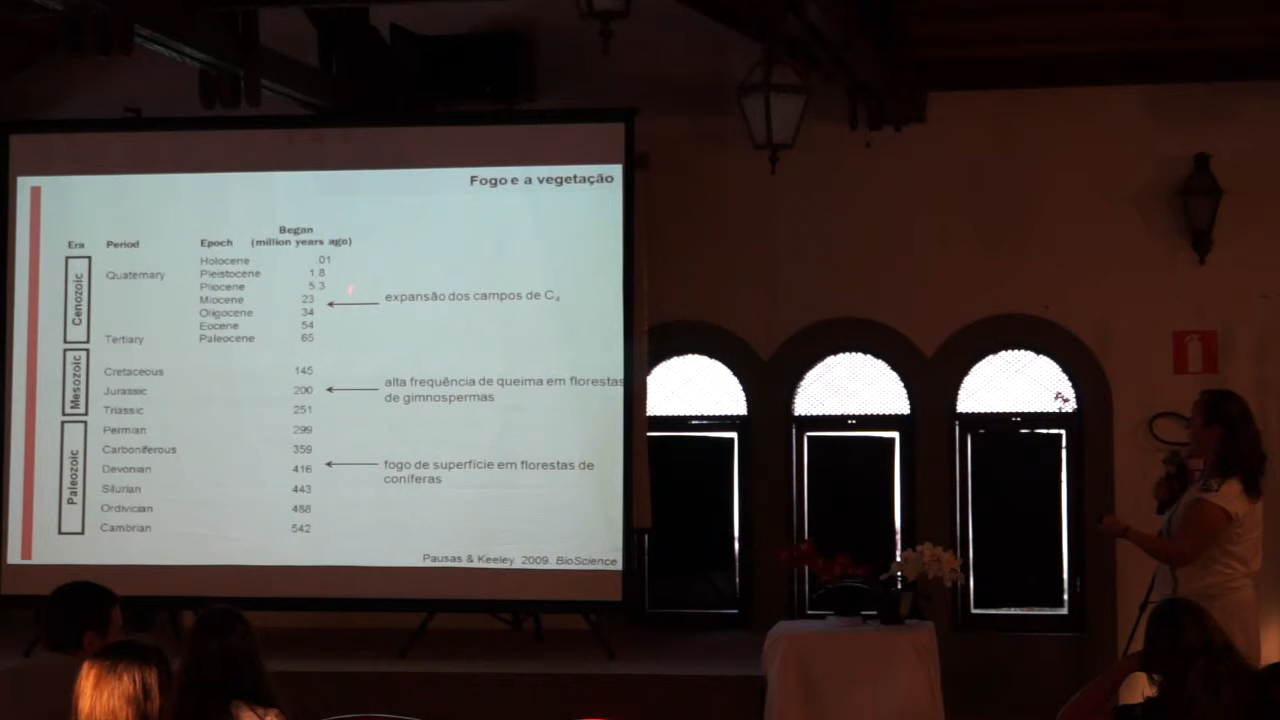 Fogo e a vegetação
Began
Era Period Epoch (million years ago)
Holocene .01
Quaternary Pleistocene 1.8
Pliocene 5.3
Miocene 23
expansão dos campos de C₄
Oligocene 34
Eocene 54
Tertiary Paleocene 65
Cenozoic
Cretaceous 145
Jurassic 200
alta frequência de queima em florestas
de gimnospermas
Triassic 251
Mesozoic
Permian 299
Carboniferous 359
Devonian 416
fogo de superfície em florestas de
coníferas
Silurian 443
Ordivician 488
Cambrian 542
Paleozoic
Pausas & Keeley. 2009. BioScience